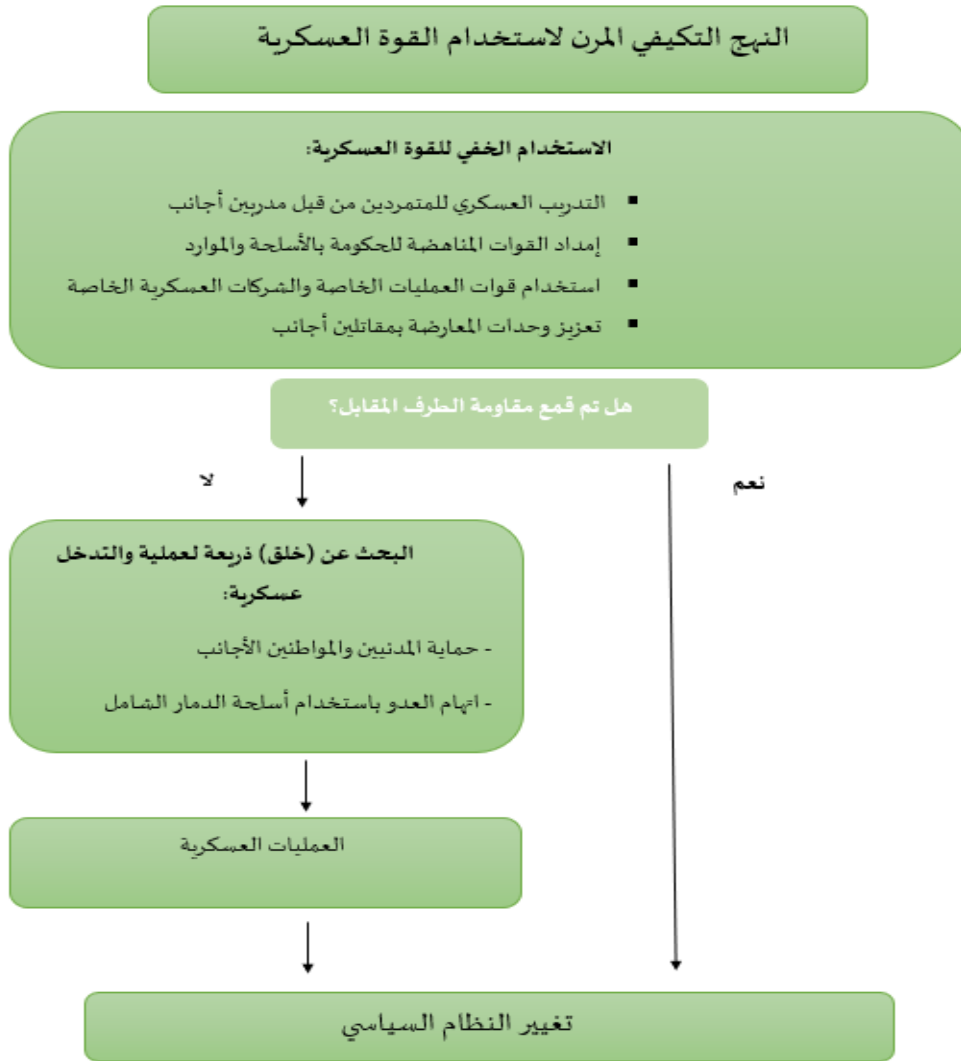 النهج التكيفي المرن لاستخدام القوة العسكرية
الاستخدام الخفي للقوة العسكرية:
▪ التدريب العسكري للمتمردين من قبل مدربين أجانب
▪ إمداد القوات المناهضة للحكومة بالأسلحة والموارد
▪ استخدام قوات العمليات الخاصة والشركات العسكرية الخاصة
▪ تعزيز وحدات المعارضة بمقاتلين أجانب
هل تم قمع مقاومة الطرف المقابل؟
نعم
لا
البحث عن (خلق) ذريعة لعملية والتدخل
عسكرية:
- حماية المدنيين والمواطنين الأجانب
- اتهام العدو باستخدام أسلحة الدمار الشامل
العمليات العسكرية
تغيير النظام السياسي